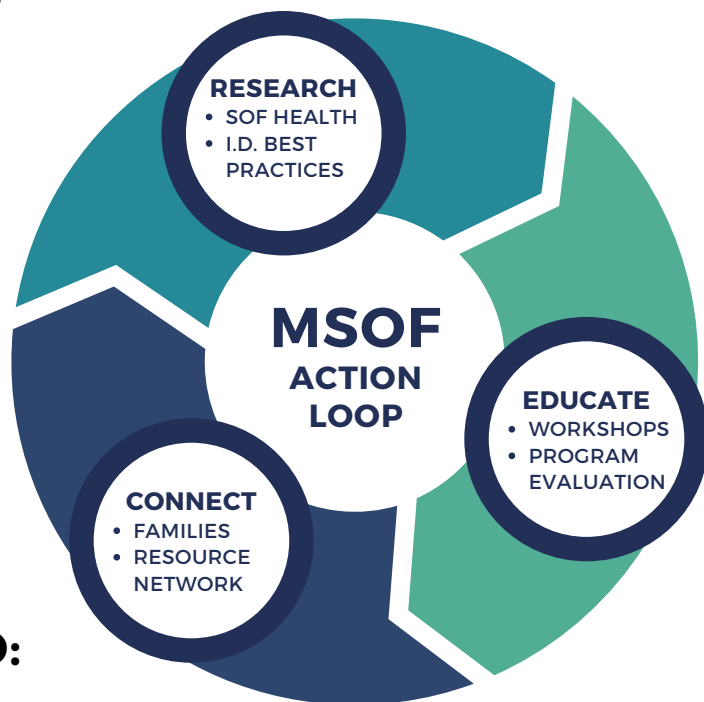 RESEARCH
• SOF HEALTH
• I.D. BEST
PRACTICES
MSOF
ACTION
LOOP
EDUCATE
• WORKSHOPS
• PROGRAM
EVALUATION
CONNECT
• FAMILIES
• RESOURCE
NETWORK